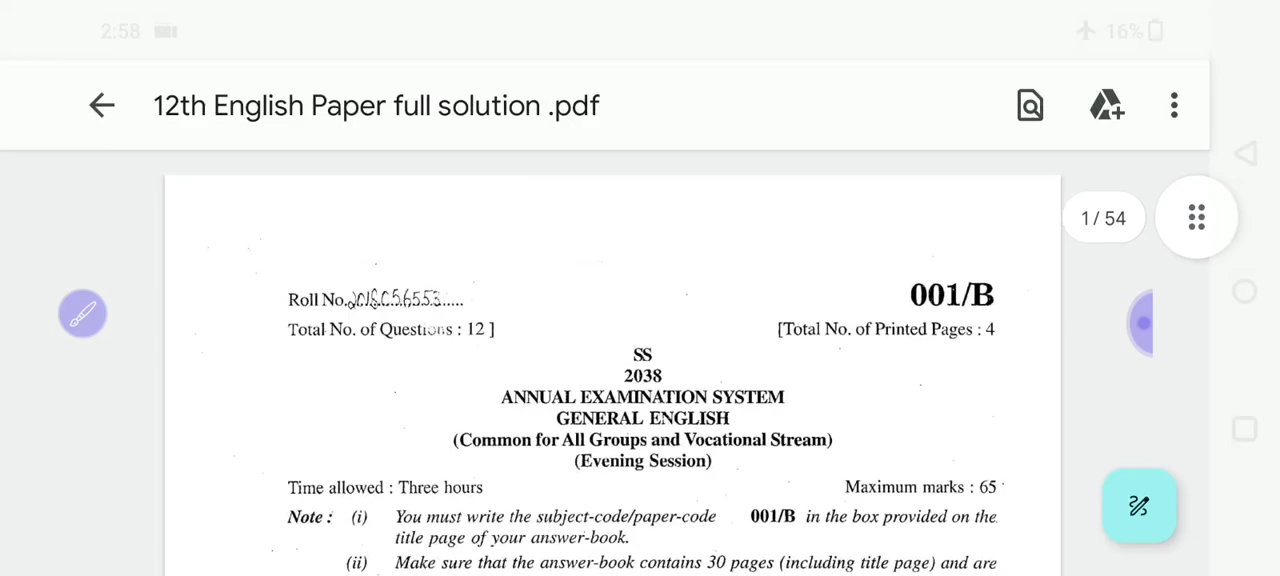 2:58
16%
12th English Paper full solution .pdf
1 / 54
Roll No.2018C56553.....
001/B
Total No. of Questions : 12 ]
[Total No. of Printed Pages : 4
SS
2038
ANNUAL EXAMINATION SYSTEM
GENERAL ENGLISH
(Common for All Groups and Vocational Stream)
(Evening Session)
Time allowed : Three hours
Maximum marks : 65
Note : (i) You must write the subject-code/paper-code 001/B in the box provided on the
title page of your answer-book.
(ii) Make sure that the answer-book contains 30 pages (including title page) and are